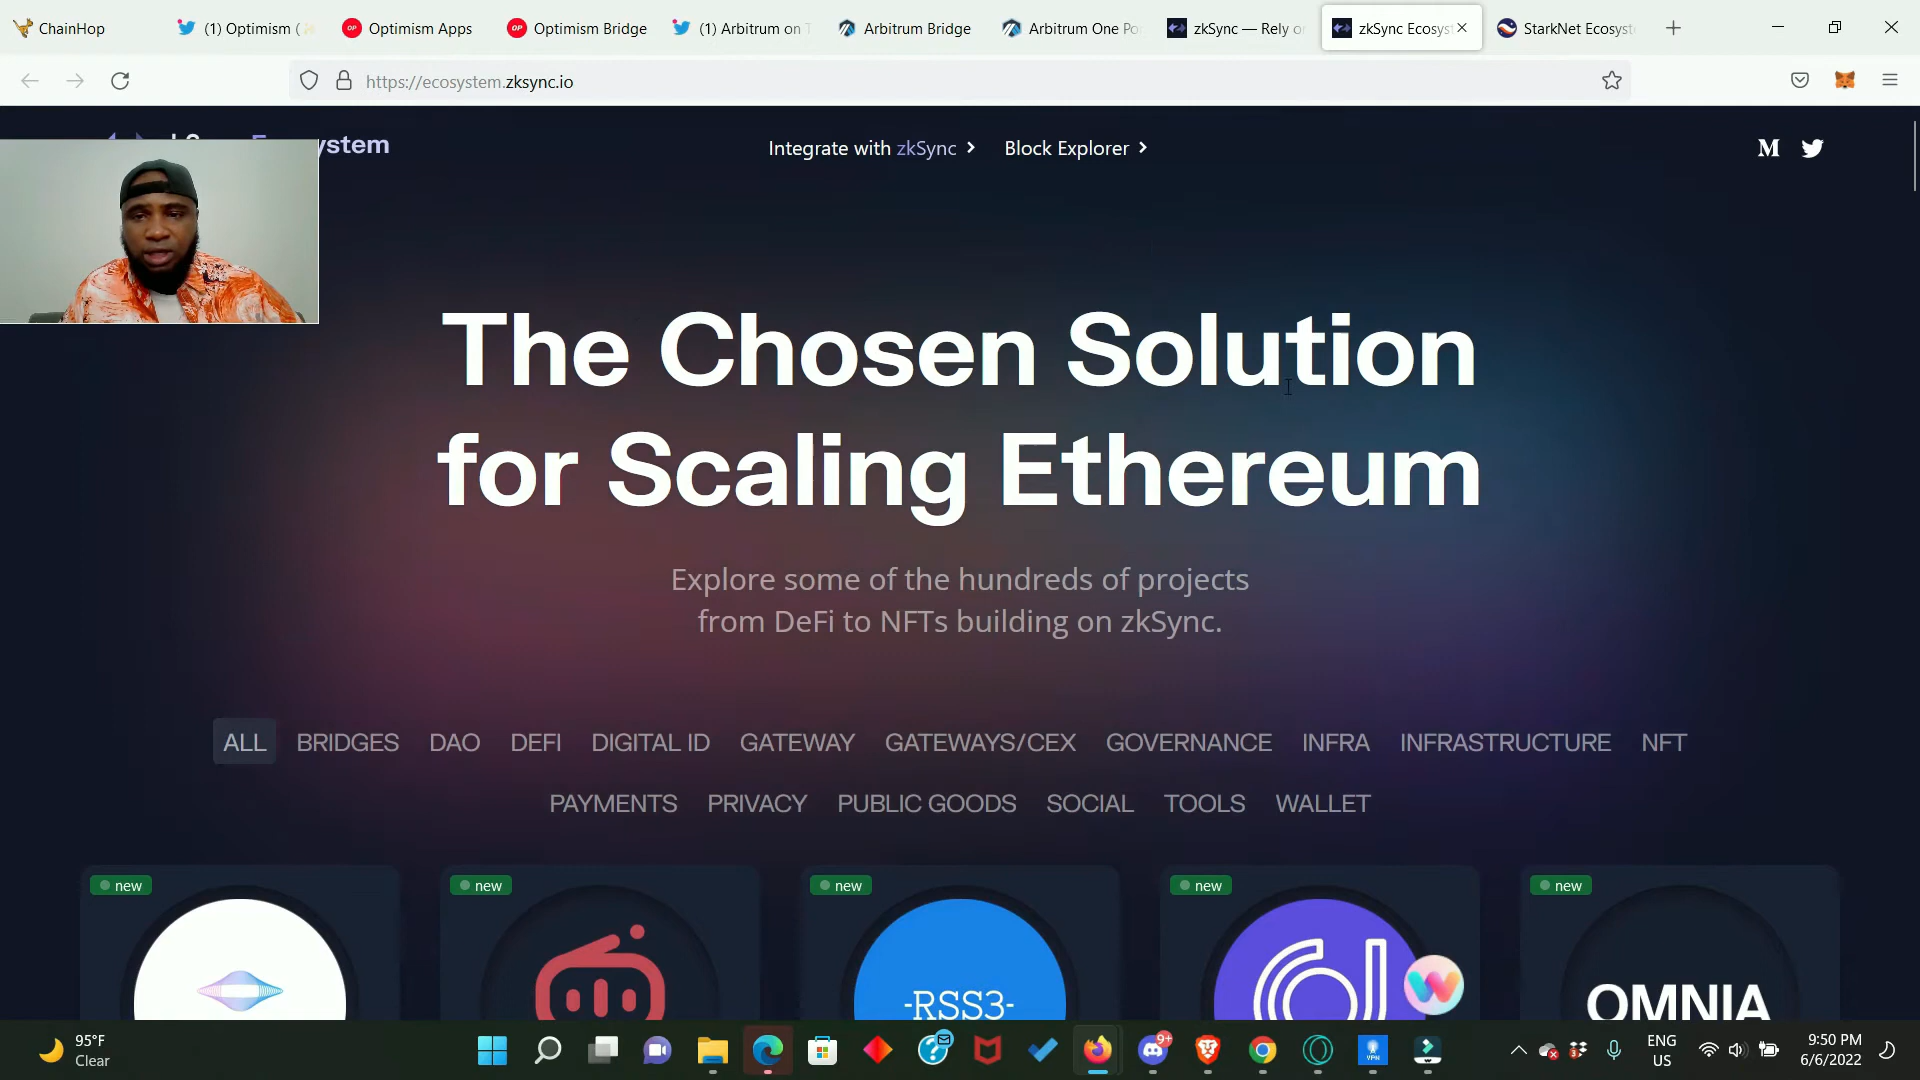 ChainHop
(1) Optimism (
Optimism Apps
Optimism Bridge
(1) Arbitrum on T
Arbitrum Bridge
Arbitrum One Po
zkSync — Rely o
zkSync Ecosyst
StarkNet Ecosyst
https://ecosystem.zksync.io
Integrate with zkSync
Block Explorer
The Chosen Solution
for Scaling Ethereum
Explore some of the hundreds of projects
from DeFi to NFTs building on zkSync.
ALL BRIDGES DAO DEFI DIGITAL ID GATEWAY GATEWAYS/CEX GOVERNANCE INFRA INFRASTRUCTURE NFT
PAYMENTS PRIVACY PUBLIC GOODS SOCIAL TOOLS WALLET
new
new
new
new
new
-RSS3-
OMNIA
95°F
Clear
9+
VPN
3
ENG
US
9:50 PM
6/6/2022